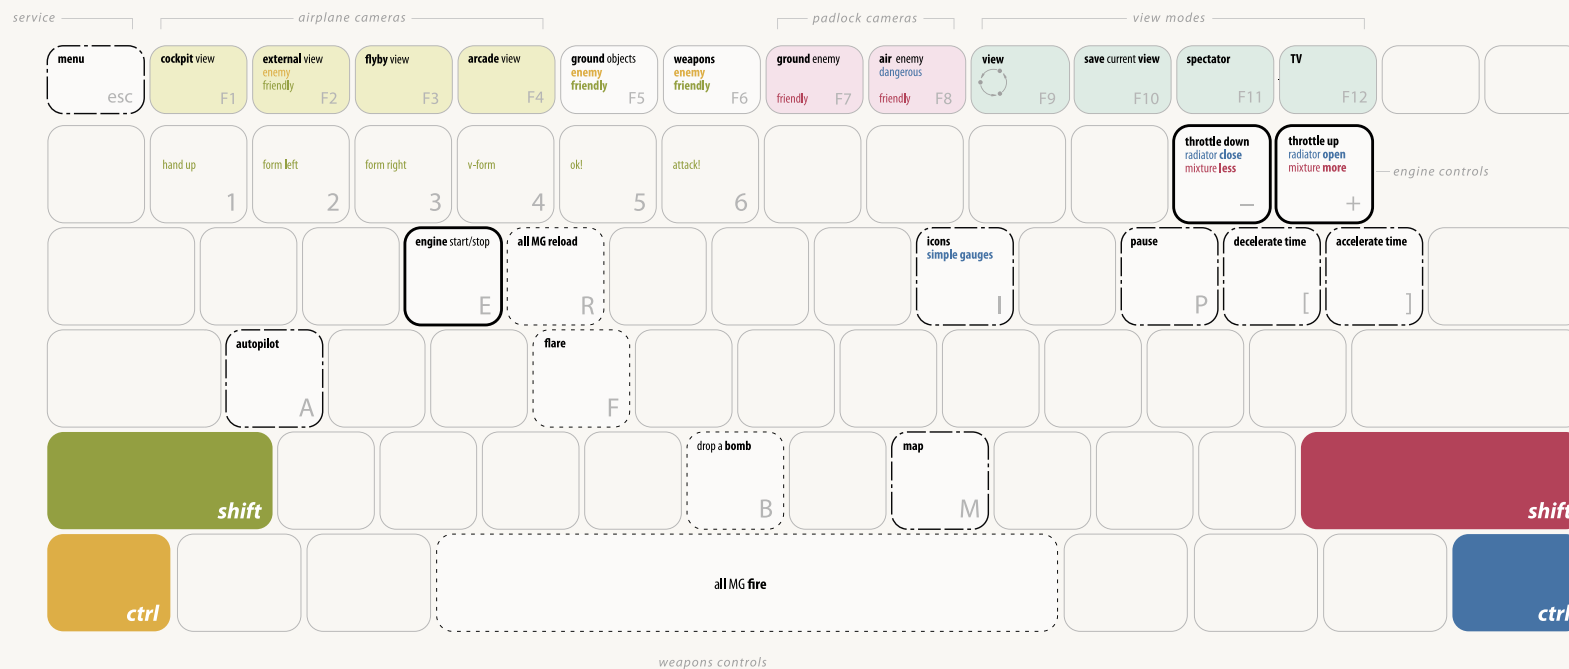 service
airplane cameras
padlock cameras
view modes
menu
esc
cockpit view
F1
external view
enemy
friendly
F2
flyby view
F3
arcade view
F4
ground objects
enemy
friendly
F5
weapons
enemy
friendly
F6
ground enemy
friendly
F7
air enemy
dangerous
friendly
F8
view
F9
save current view
F10
spectator
F11
TV
F12
hand up
1
form left
2
form right
3
v-form
4
ok!
5
attack!
6
throttle down
radiator close
mixture less
–
throttle up
radiator open
mixture more
+
engine controls
engine start/stop
E
all MG reload
R
icons
simple gauges
I
pause
P
decelerate time
[
accelerate time
]
autopilot
A
flare
F
shift
drop a bomb
B
map
M
shift
ctrl
all MG fire
ctrl
weapons controls